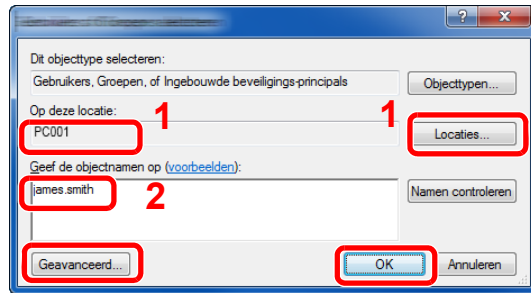 Dit objecttype selecteren:
Gebruikers, Groepen, of Ingebouwde beveiligings-principals
Objecttypen...
Op deze locatie:
1
1
PC001
Locaties...
Geef de objectnamen op (voorbeelden):
james.smith
2
Namen controleren
Geavanceerd...
OK
Annuleren